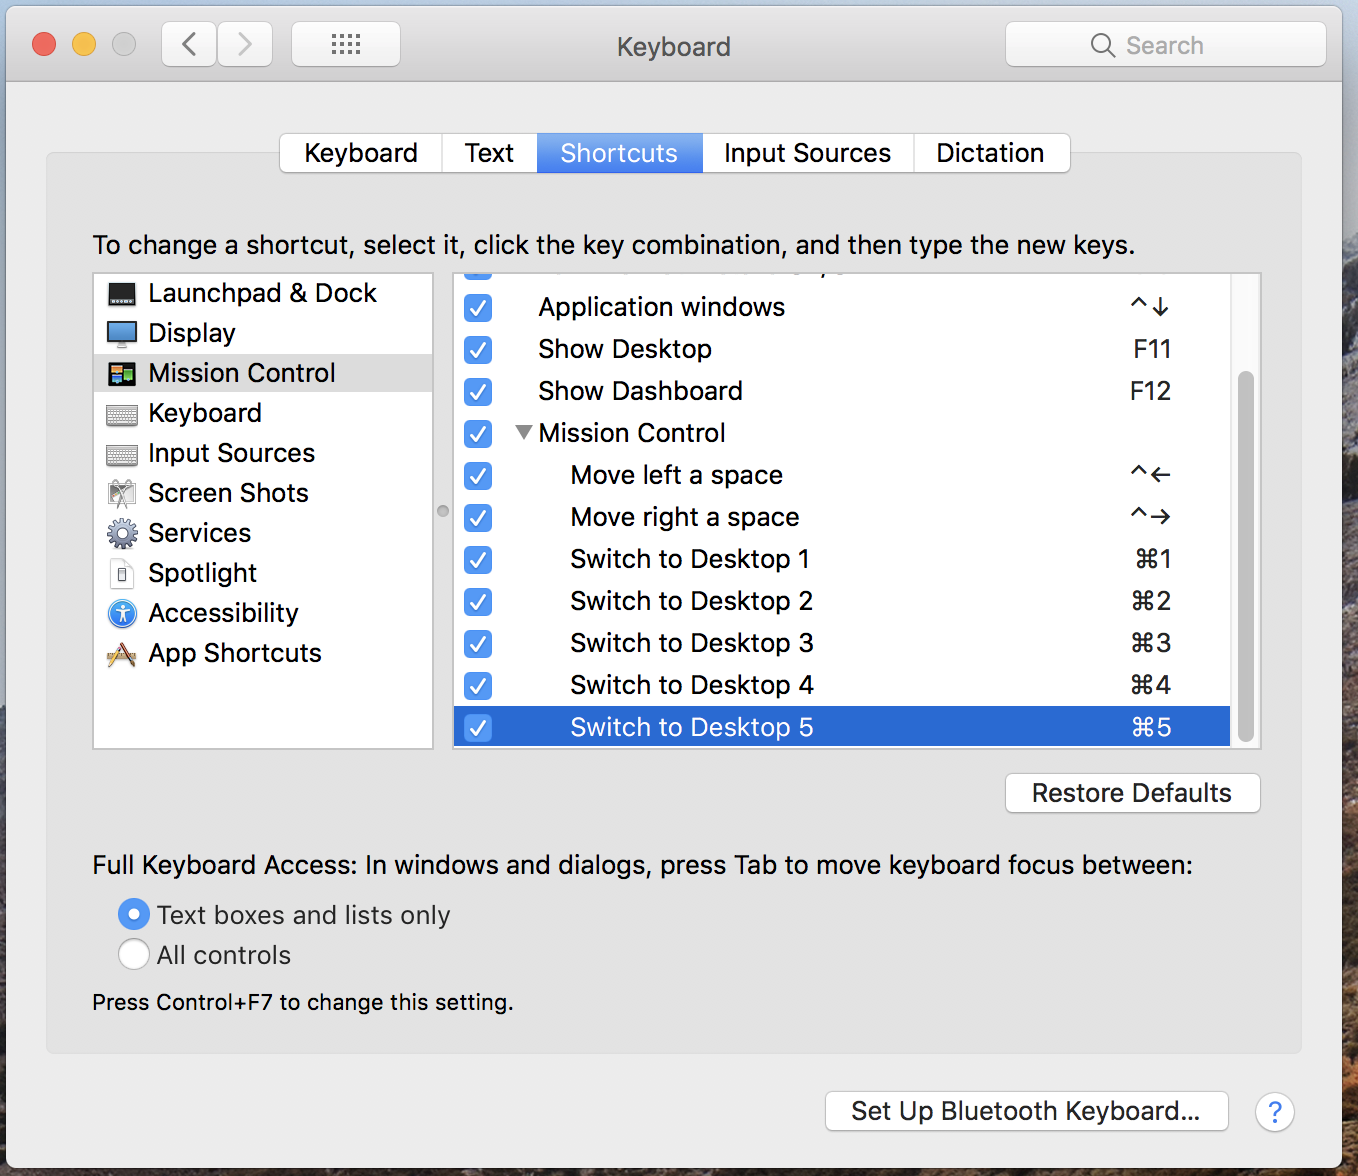 Keyboard
Search
Keyboard Text Shortcuts Input Sources Dictation
To change a shortcut, select it, click the key combination, and then type the new keys.
Launchpad & Dock
Display
Mission Control
Keyboard
Input Sources
Screen Shots
Services
Spotlight
Accessibility
App Shortcuts
Application windows ^↓
Show Desktop F11
Show Dashboard F12
Mission Control
Move left a space ^←
Move right a space ^→
Switch to Desktop 1 ⌘1
Switch to Desktop 2 ⌘2
Switch to Desktop 3 ⌘3
Switch to Desktop 4 ⌘4
Switch to Desktop 5 ⌘5
Restore Defaults
Full Keyboard Access: In windows and dialogs, press Tab to move keyboard focus between:
Text boxes and lists only
All controls
Press Control+F7 to change this setting.
Set Up Bluetooth Keyboard...
?